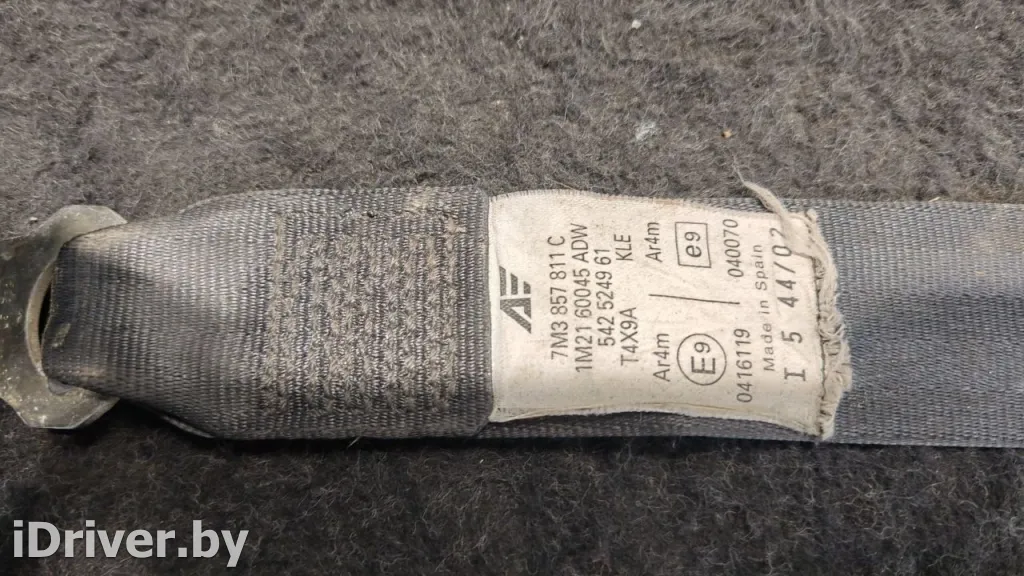 7M3 857 811 C
1M21 60045 ADW
542 5249 61
T4X9A KLE
Ar4m Ar4m
E9 e9
0416119 040070
Made in Spain
I 5 44/02
iDriver.by